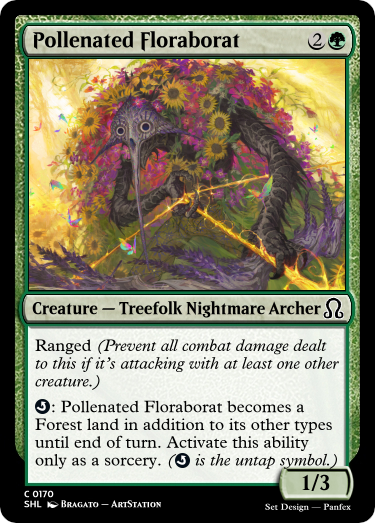 Pollenated Floraborat 2
Creature — Treefolk Nightmare Archer
Ranged (Prevent all combat damage dealt
to this if it's attacking with at least one other
creature.)
: Pollenated Floraborat becomes a
Forest land in addition to its other types
until end of turn. Activate this ability
only as a sorcery. ( is the untap symbol.)
1/3
C 0170
SHL Bragato — ArtStation
Set Design — Panfex